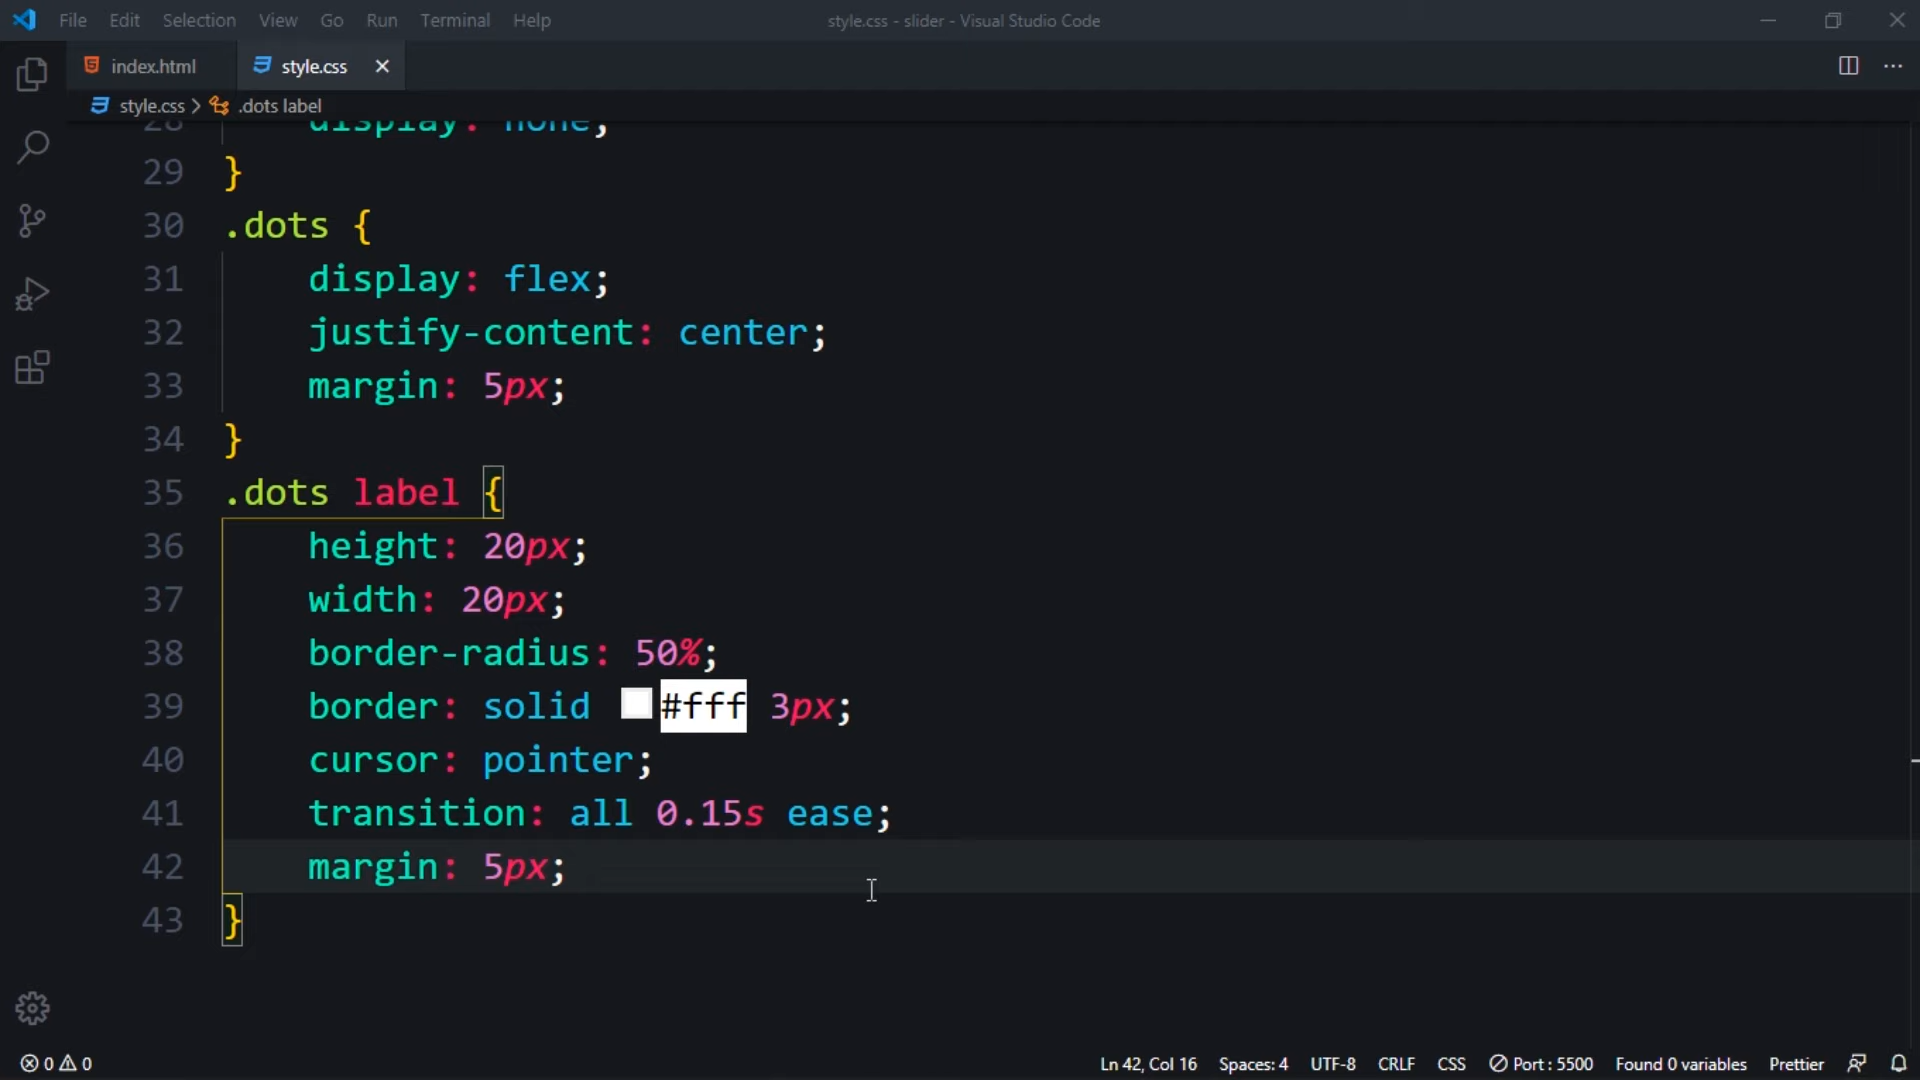 File Edit Selection View Go Run Terminal Help style.css - slider - Visual Studio Code
index.html style.css
style.css > .dots label
28 display: none;
29 }
30 .dots {
31 display: flex;
32 justify-content: center;
33 margin: 5px;
34 }
35 .dots label {
36 height: 20px;
37 width: 20px;
38 border-radius: 50%;
39 border: solid #fff 3px;
40 cursor: pointer;
41 transition: all 0.15s ease;
42 margin: 5px;
43 }
0 0 Ln 42, Col 16 Spaces: 4 UTF-8 CRLF CSS Port : 5500 Found 0 variables Prettier